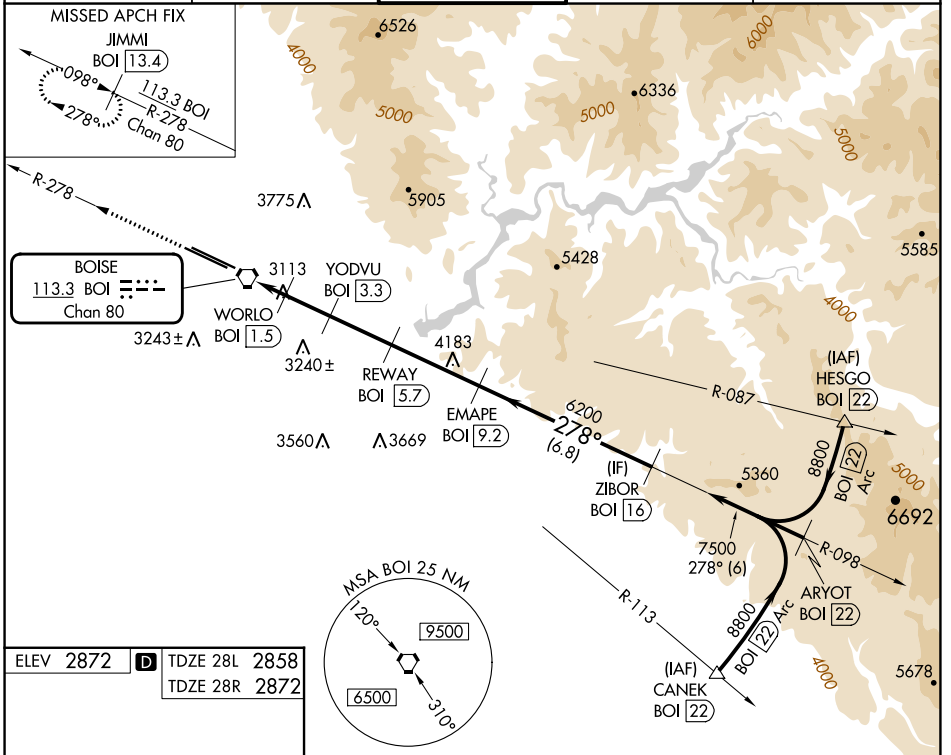 MISSED APCH FIX
JIMMI
BOI 13.4
098°
278°
113.3 BOI
R-278
Chan 80
6526
4000
5000
6000
6336
5000
5000
5905
5428
5585
4000
R-278
3775
BOISE
113.3 BOI
Chan 80
3113
YODVU
BOI 3.3
WORLO
BOI 1.5
3243±
3240±
4183
REWAY
BOI 5.7
EMAPE
BOI 9.2
3560
3669
6200
278°
(6.8)
(IF)
ZIBOR
BOI 16
R-087
(IAF)
HESGO
BOI 22
8800
BOI 22
Arc
5000
6692
5360
7500
278° (6)
R-098
ARYOT
BOI 22
R-113
8800
BOI 22 Arc
(IAF)
CANEK
BOI 22
4000
5678
MSA BOI 25 NM
120°
9500
6500
310°
ELEV 2872
D
TDZE 28L 2858
TDZE 28R 2872